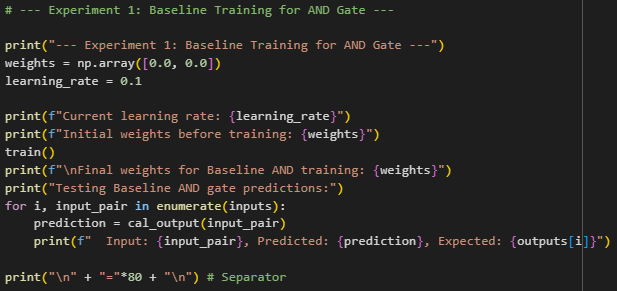 # --- Experiment 1: Baseline Training for AND Gate ---
print("--- Experiment 1: Baseline Training for AND Gate ---")
weights = np.array([0.0, 0.0])
learning_rate = 0.1
print(f"Current learning rate: {learning_rate}")
print(f"Initial weights before training: {weights}")
train()
print(f"\nFinal weights for Baseline AND training: {weights}")
print("Testing Baseline AND gate predictions:")
for i, input_pair in enumerate(inputs):
    prediction = cal_output(input_pair)
    print(f"  Input: {input_pair}, Predicted: {prediction}, Expected: {outputs[i]}")
print("\n" + "="*80 + "\n") # Separator